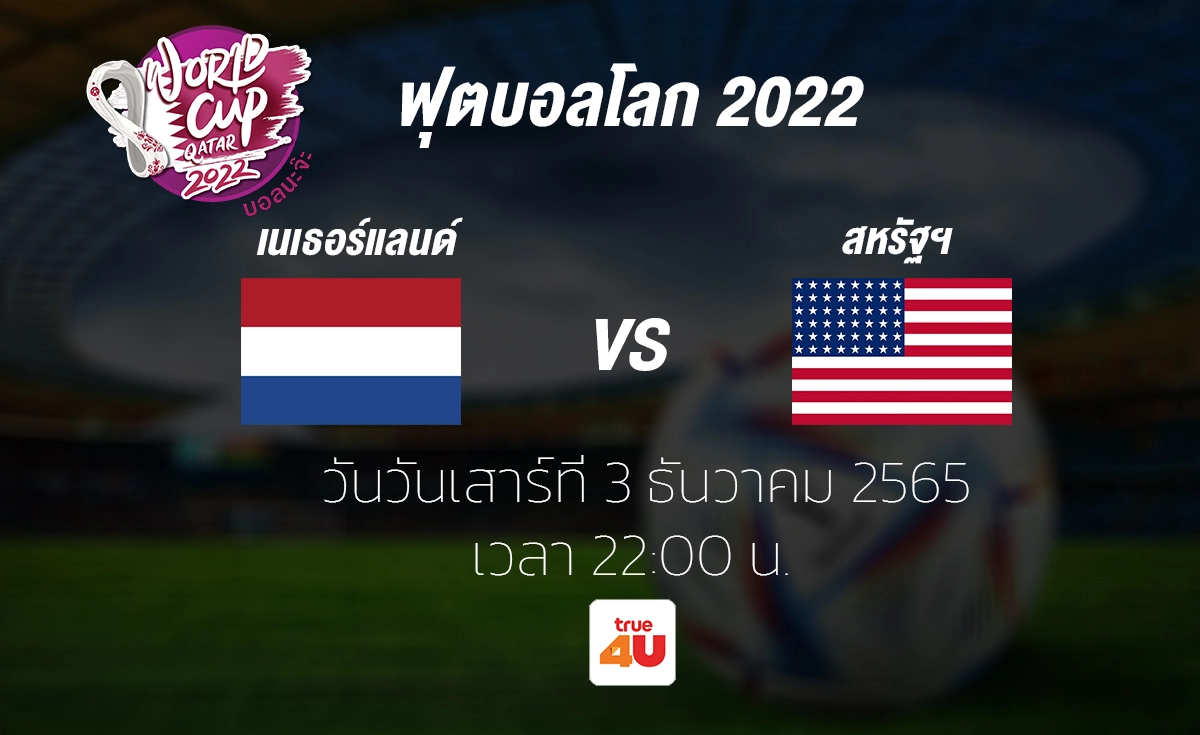 WORLD
CUP
QATAR
2022
บอลนะจ๊ะ
ฟุตบอลโลก 2022
เนเธอร์แลนด์
สหรัฐฯ
VS
วันวันเสาร์ที่ 3 ธันวาคม 2565
เวลา 22:00 น.
true
4U